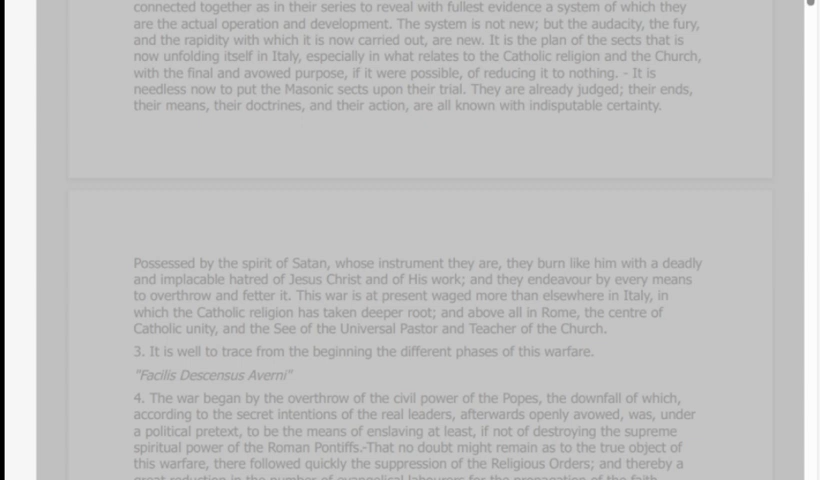 connected together as in their series to reveal with fullest evidence a system of which they
are the actual operation and development. The system is not new; but the audacity, the fury,
and the rapidity with which it is now carried out, are new. It is the plan of the sects that is
now unfolding itself in Italy, especially in what relates to the Catholic religion and the Church,
with the final and avowed purpose, if it were possible, of reducing it to nothing. - It is
needless now to put the Masonic sects upon their trial. They are already judged; their ends,
their means, their doctrines, and their action, are all known with indisputable certainty.
Possessed by the spirit of Satan, whose instrument they are, they burn like him with a deadly
and implacable hatred of Jesus Christ and of His work; and they endeavour by every means
to overthrow and fetter it. This war is at present waged more than elsewhere in Italy, in
which the Catholic religion has taken deeper root; and above all in Rome, the centre of
Catholic unity, and the See of the Universal Pastor and Teacher of the Church.
3. It is well to trace from the beginning the different phases of this warfare.
"Facilis Descensus Averni"
4. The war began by the overthrow of the civil power of the Popes, the downfall of which,
according to the secret intentions of the real leaders, afterwards openly avowed, was, under
a political pretext, to be the means of enslaving at least, if not of destroying the supreme
spiritual power of the Roman Pontiffs.-That no doubt might remain as to the true object of
this warfare, there followed quickly the suppression of the Religious Orders; and thereby a
great reduction in the number of evangelical labourers for the propagation of the faith